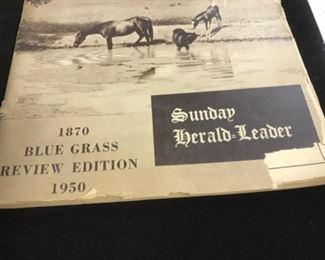 1870
BLUE GRASS
REVIEW EDITION
1950
Sunday
Herald-Leader